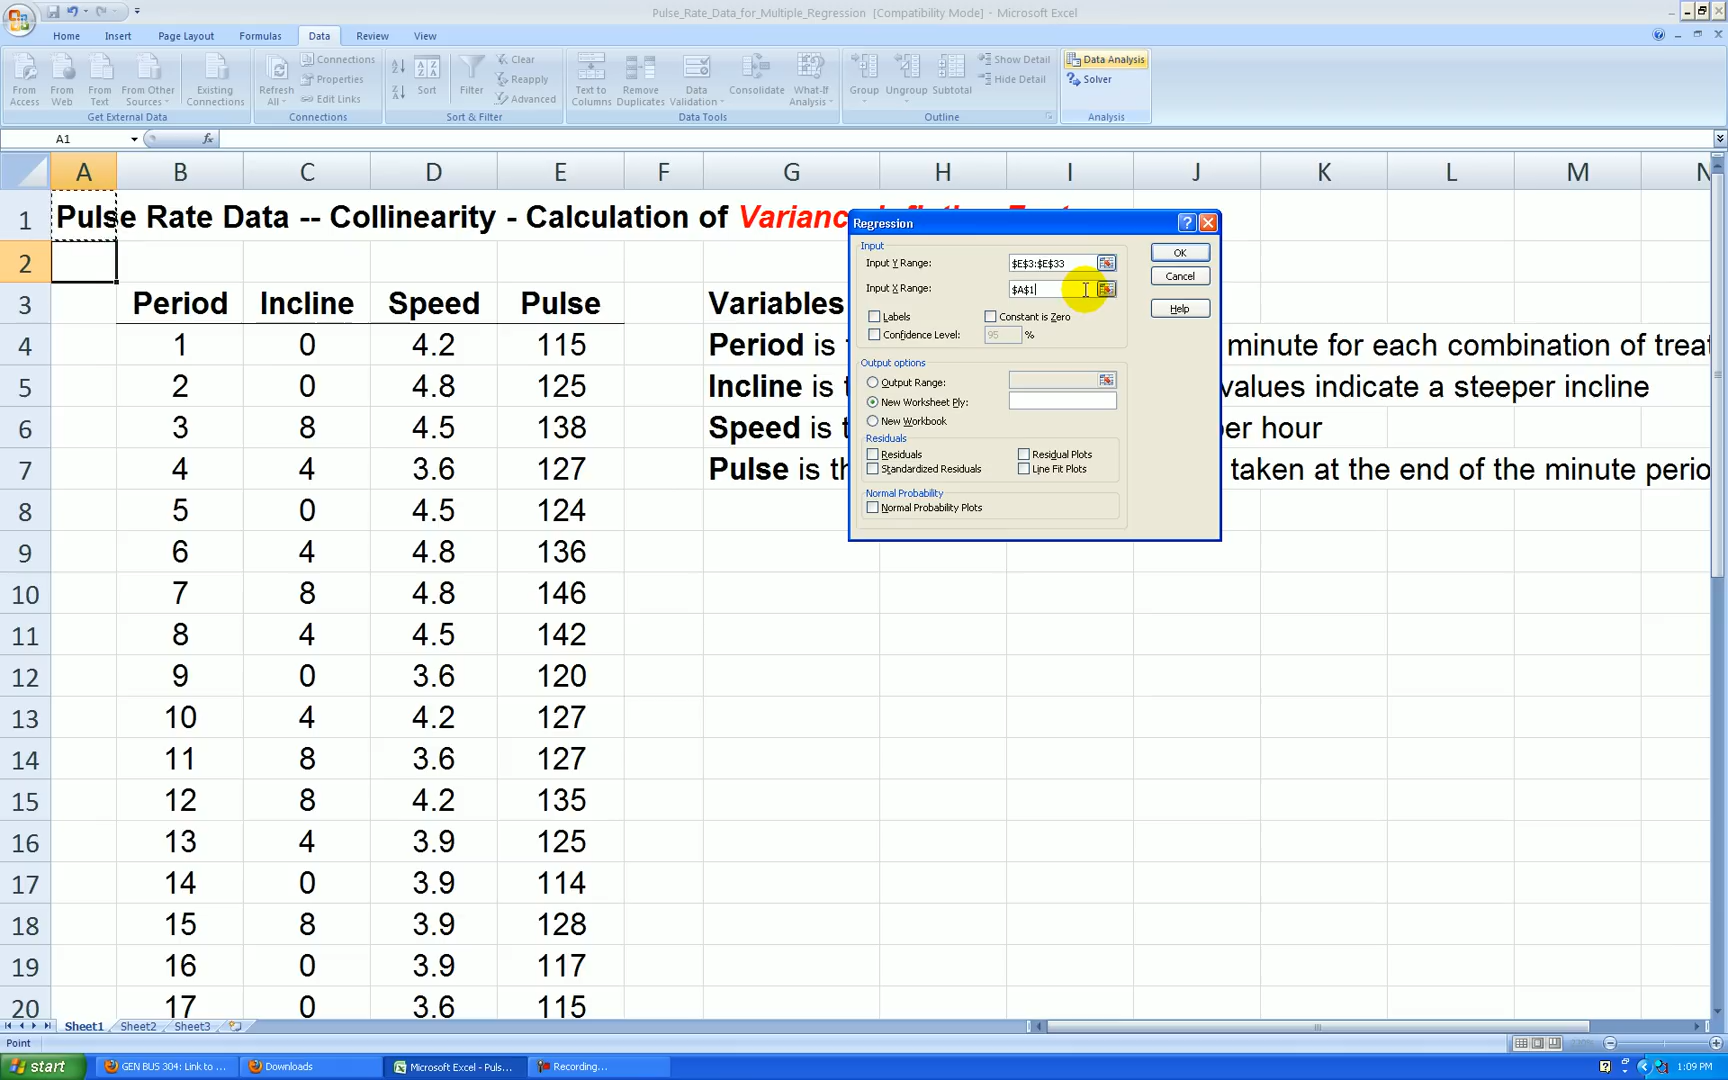 Pulse_Rate_Data_for_Multiple_Regression [Compatibility Mode] - Microsoft Excel
Home Insert Page Layout Formulas Data Review View
From Access
From Web
From Text
From Other Sources
Existing Connections
Get External Data
Refresh All
Connections
Properties
Edit Links
Connections
Sort
Filter
Clear
Reapply
Advanced
Sort & Filter
Text to Columns
Remove Duplicates
Data Validation
Consolidate
What-If Analysis
Data Tools
Group
Ungroup
Subtotal
Show Detail
Hide Detail
Outline
Data Analysis
Solver
Analysis
A1 fx
A B C D E F G H I J K L M N
1 Pulse Rate Data -- Collinearity - Calculation of
2
3 Period Incline Speed Pulse Variables
4 1 0 4.2 115 Period is minute for each combination of
5 2 0 4.8 125 Incline is values indicate a steeper incline
6 3 8 4.5 138 Speed is per hour
7 4 4 3.6 127 Pulse is taken at the end of the minute
8 5 0 4.5 124
9 6 4 4.8 136
10 7 8 4.8 146
11 8 4 4.5 142
12 9 0 3.6 120
13 10 4 4.2 127
14 11 8 3.6 127
15 12 8 4.2 135
16 13 4 3.9 125
17 14 0 3.9 114
18 15 8 3.9 128
19 16 0 3.9 117
20 17 0 3.6 115
Regression
Input
Input Y Range: $E$3:$E$33
Input X Range: $A$1
Labels Constant is Zero
Confidence Level: 95 %
OK
Cancel
Help
Output options
Output Range:
New Worksheet Ply:
New Workbook
Residuals
Residuals Residual Plots
Standardized Residuals Line Fit Plots
Normal Probability
Normal Probability Plots
Sheet1 Sheet2 Sheet3
Point
start GEN BUS 304: Link to ... Downloads Microsoft Excel - Puls... Recording... 1:09 PM